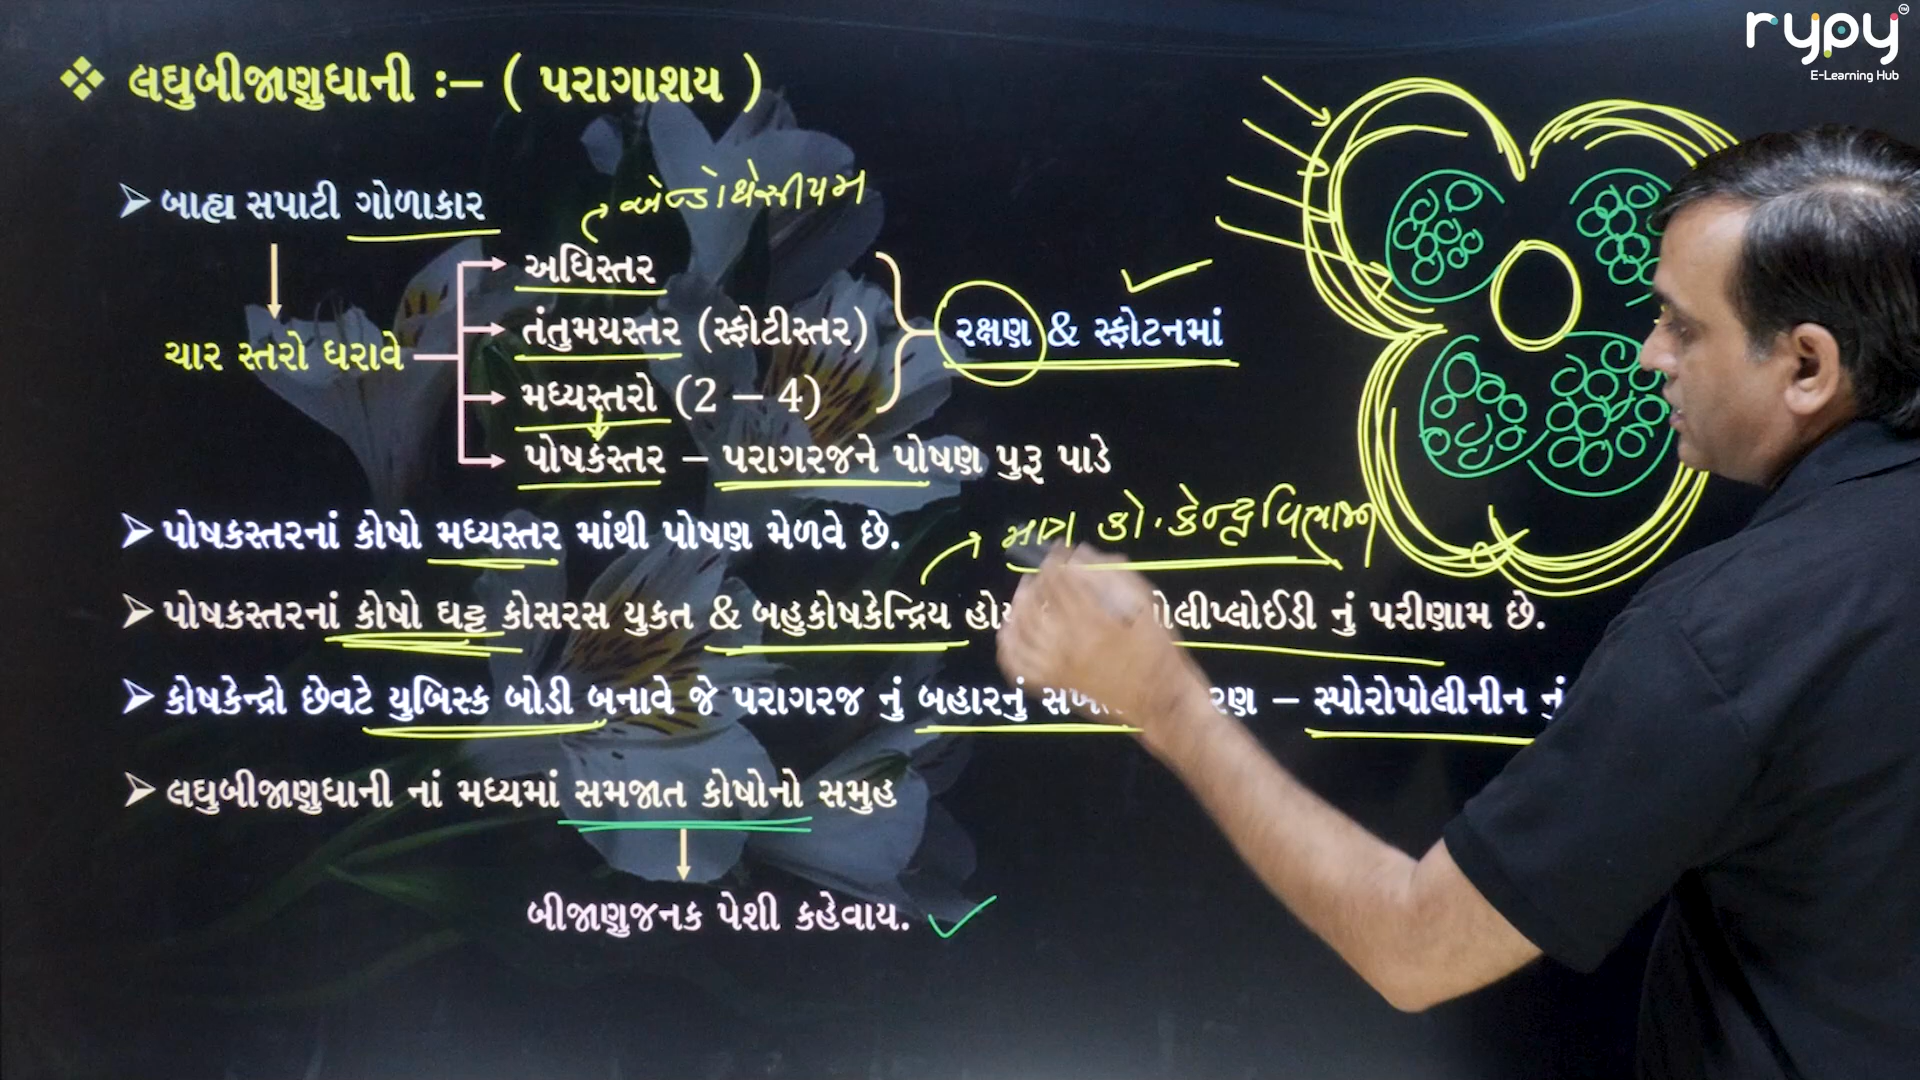 rypy
TM
E-Learning Hub
❖ લઘુબીજાણુધાની :– ( પરાગાશય )
➢ બાહ્ય સપાટી ગોળાકાર
એન્ડોથેસીયમ
ચાર સ્તરો ધરાવે
અધિસ્તર
તંતુમયસ્તર (સ્ફોટીસ્તર)
મધ્યસ્તરો (2 – 4)
રક્ષણ & સ્ફોટનમાં
પોષકસ્તર – પરાગરજને પોષણ પુરૂ પાડે
➢ પોષકસ્તરનાં કોષો મધ્યસ્તર માંથી પોષણ મેળવે છે.
માત્ર કો. કેન્દ્ર વિભાજન
➢ પોષકસ્તરનાં કોષો ઘટ્ટ કોસરસ યુકત & બહુકોષકેન્દ્રિય નું પરીણામ છે.
➢ કોષકેન્દ્રો છેવટે યુબિસ્ક બોડી બનાવે જે પરાગરજ નું બહારનું – સ્પોરોપોલીનીન નું
➢ લઘુબીજાણુધાની નાં મધ્યમાં સમજાત કોષોનો સમુહ
બીજાણુજનક પેશી કહેવાય.